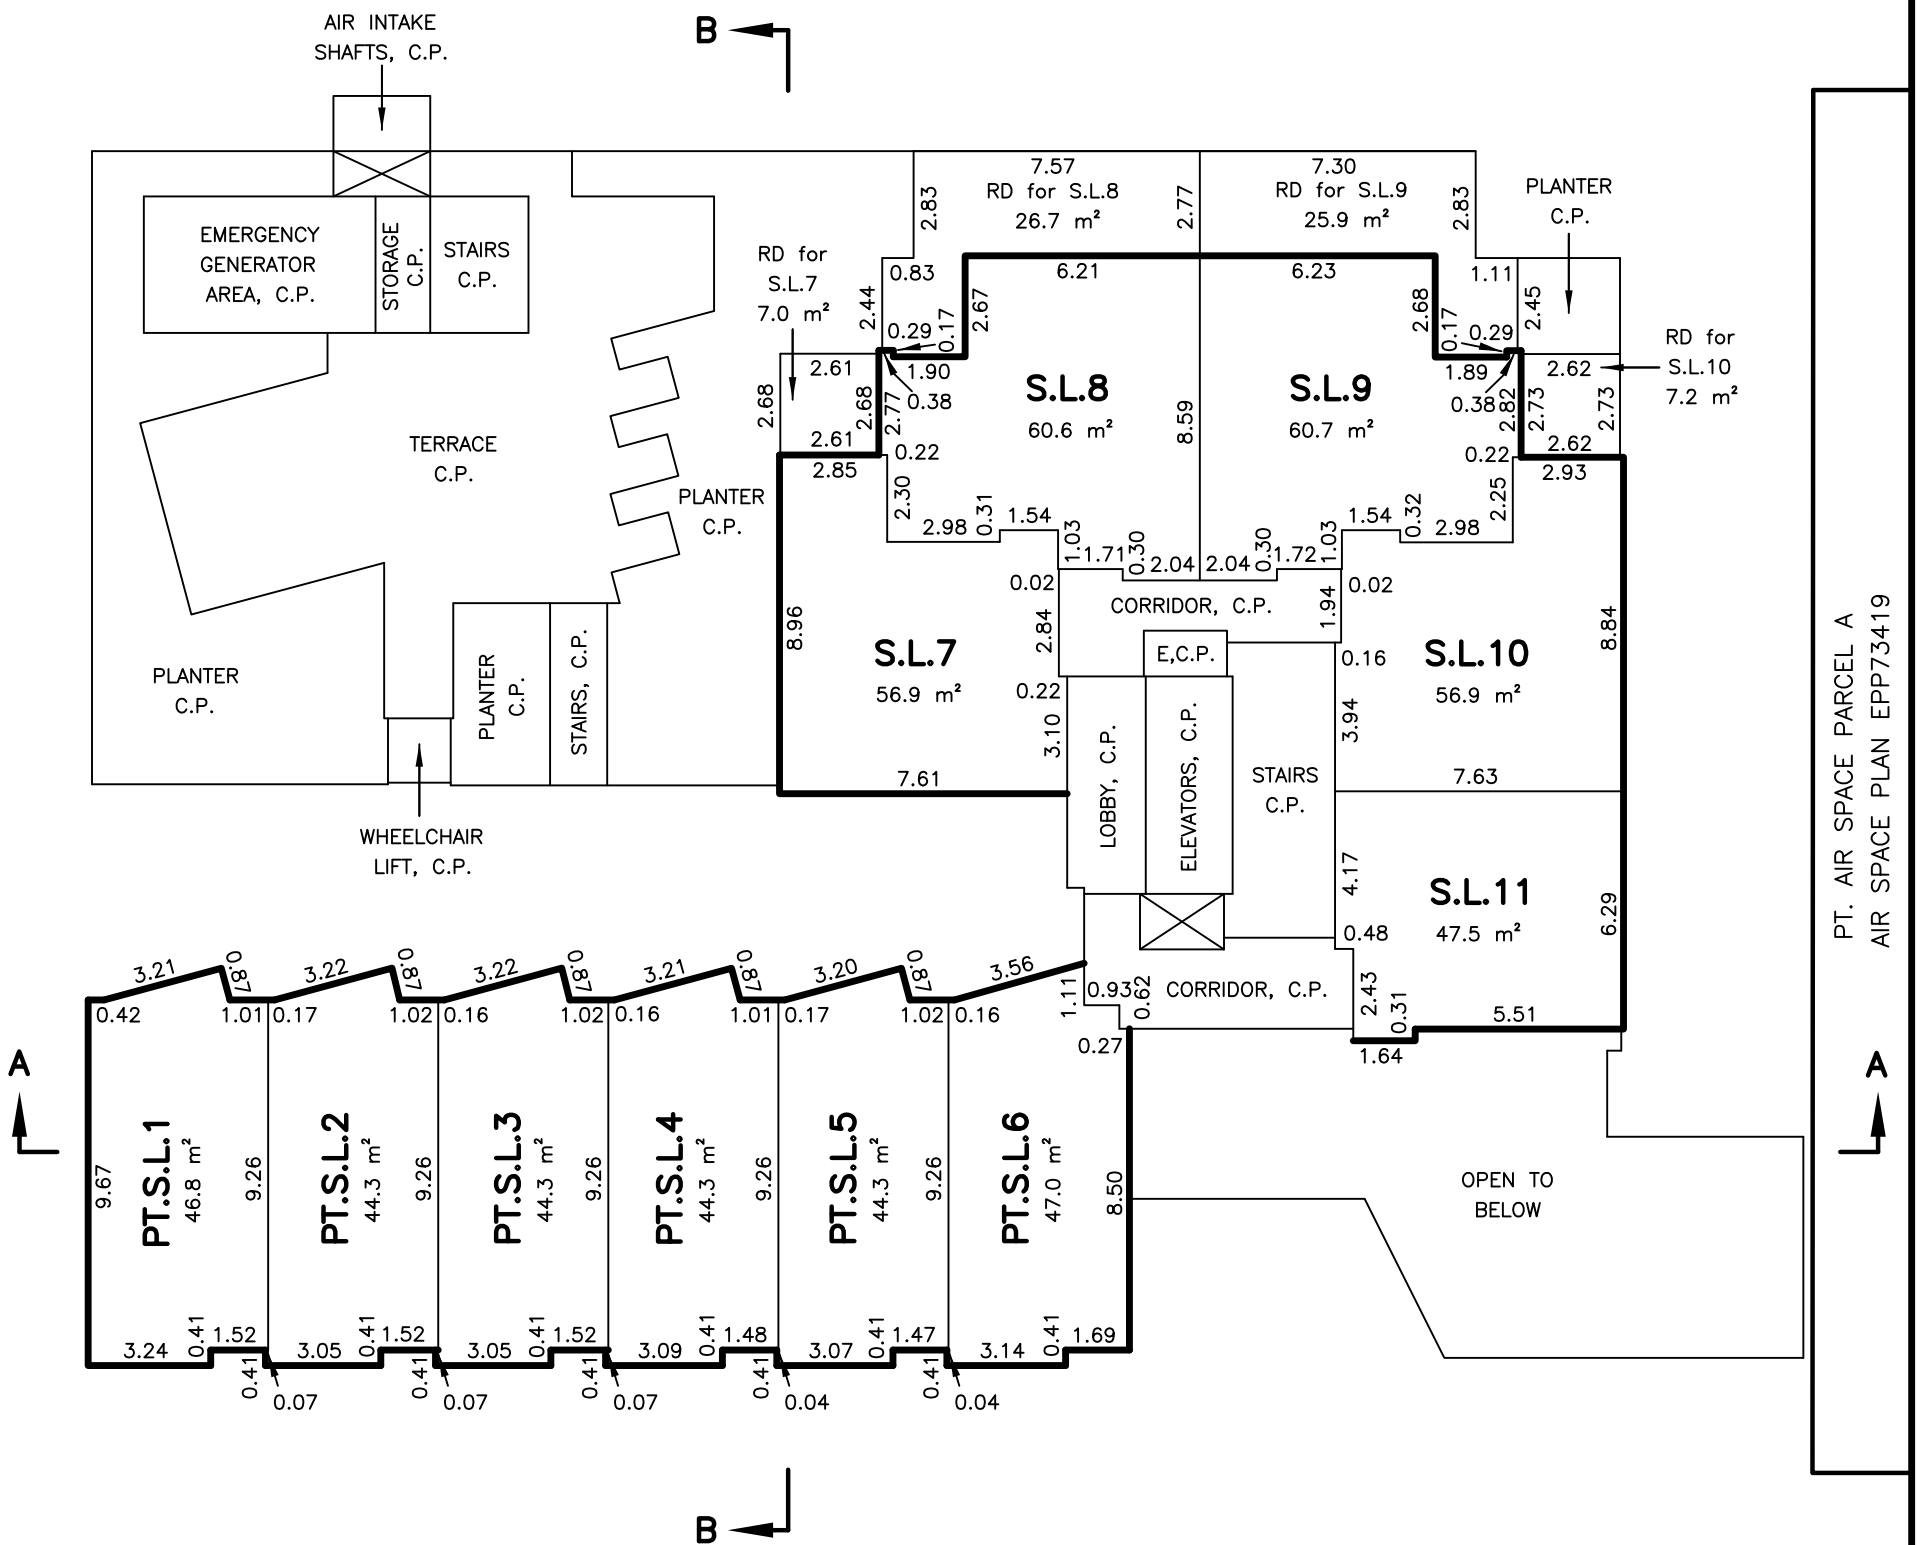 AIR INTAKE
SHAFTS, C.P.
B
7.57
RD for S.L.8
26.7 m²
2.83
2.77
7.30
RD for S.L.9
25.9 m²
2.83
PLANTER
C.P.
EMERGENCY
GENERATOR
AREA, C.P.
STORAGE
C.P.
STAIRS
C.P.
RD for
S.L.7
7.0 m²
0.83
2.44
0.29
0.17
2.67
6.21
6.23
2.68
0.17
0.29
1.11
2.45
RD for
S.L.10
7.2 m²
2.61
2.68
2.61
2.68
2.77
1.90
0.38
S.L.8
60.6 m²
8.59
S.L.9
60.7 m²
1.89
0.38
2.82
2.73
2.62
2.73
2.62
TERRACE
C.P.
2.85
0.22
2.30
2.98
0.31
1.54
1.03
1.71
0.30
2.04
2.04
0.30
1.72
1.03
1.54
0.32
2.98
2.25
0.22
2.93
PLANTER
C.P.
0.02
CORRIDOR, C.P.
1.94
0.02
8.96
S.L.7
56.9 m²
2.84
0.22
3.10
7.61
E,C.P.
0.16
S.L.10
56.9 m²
8.84
3.94
7.63
PLANTER
C.P.
PLANTER
C.P.
STAIRS, C.P.
LOBBY, C.P.
ELEVATORS, C.P.
STAIRS
C.P.
WHEELCHAIR
LIFT, C.P.
4.17
S.L.11
47.5 m²
6.29
0.48
2.43
0.31
5.51
1.64
PT. AIR SPACE PARCEL A
AIR SPACE PLAN EPP73419
3.21
0.87
3.22
0.87
3.22
0.87
3.21
0.87
3.20
0.87
3.56
1.11
0.93
0.62
CORRIDOR, C.P.
0.42
1.01
0.17
1.02
0.16
1.02
0.16
1.01
0.17
1.02
0.16
0.27
A
A
9.67
PT.S.L.1
46.8 m²
9.26
PT.S.L.2
44.3 m²
9.26
PT.S.L.3
44.3 m²
9.26
PT.S.L.4
44.3 m²
9.26
PT.S.L.5
44.3 m²
9.26
PT.S.L.6
47.0 m²
8.50
OPEN TO
BELOW
3.24
0.41
1.52
0.41
0.07
3.05
0.41
1.52
0.41
0.07
3.05
0.41
1.52
0.41
0.07
3.09
0.41
1.48
0.41
0.04
3.07
0.41
1.47
0.41
0.04
3.14
0.41
1.69
B